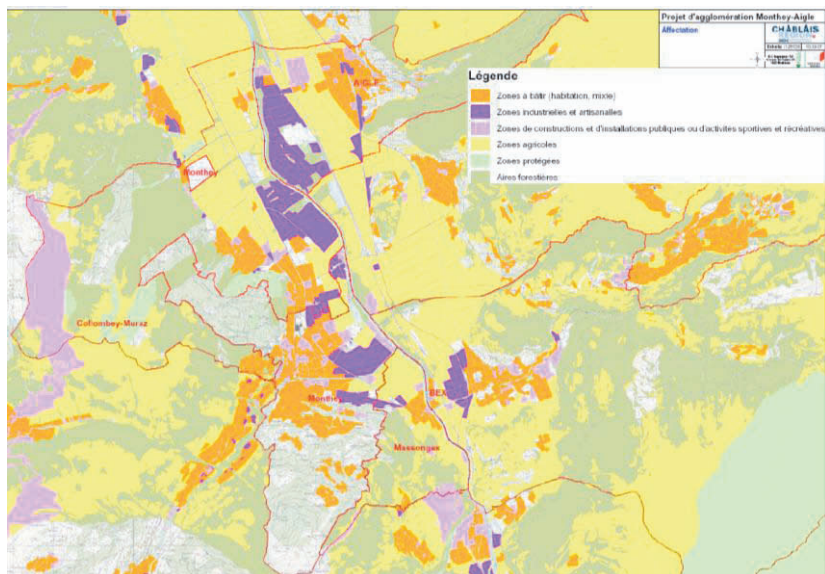 Projet d'agglomération Monthey-Aigle
Affectation
CHABLAIS
RÉGION
Légende
Zones à bâtir (habitation, mixte)
Zones industrielles et artisanales
Zones de constructions et d'installations publiques ou d'activités sportives et récréatives
Zones agricoles
Zones protégées
Aires forestières
AIGLE
Monthey
Collombey-Muraz
Monthey
BEX
Massongex